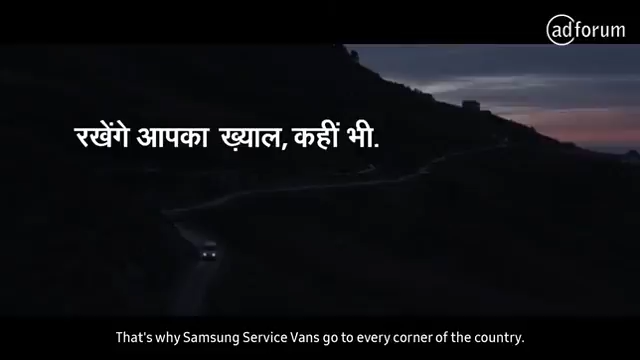 adforum
रखेंगे आपका ख़्याल, कहीं भी.
That's why Samsung Service Vans go to every corner of the country.